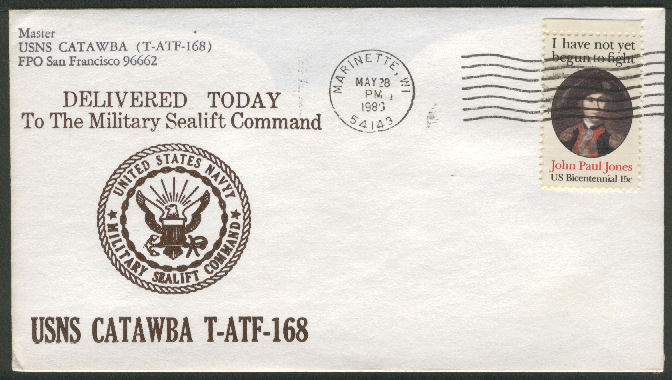 Master
USNS CATAWBA (T-ATF-168)
FPO San Francisco 96662
DELIVERED TODAY
To The Military Sealift Command
UNITED STATES NAVYY
MILITARY SEALIFT COMMAND
USNS CATAWBA T-ATF-168
MARINETTE, WI
MAY 28
PM
54143
I have not yet
begun to fight
John Paul Jones
US Bicentennial 15c